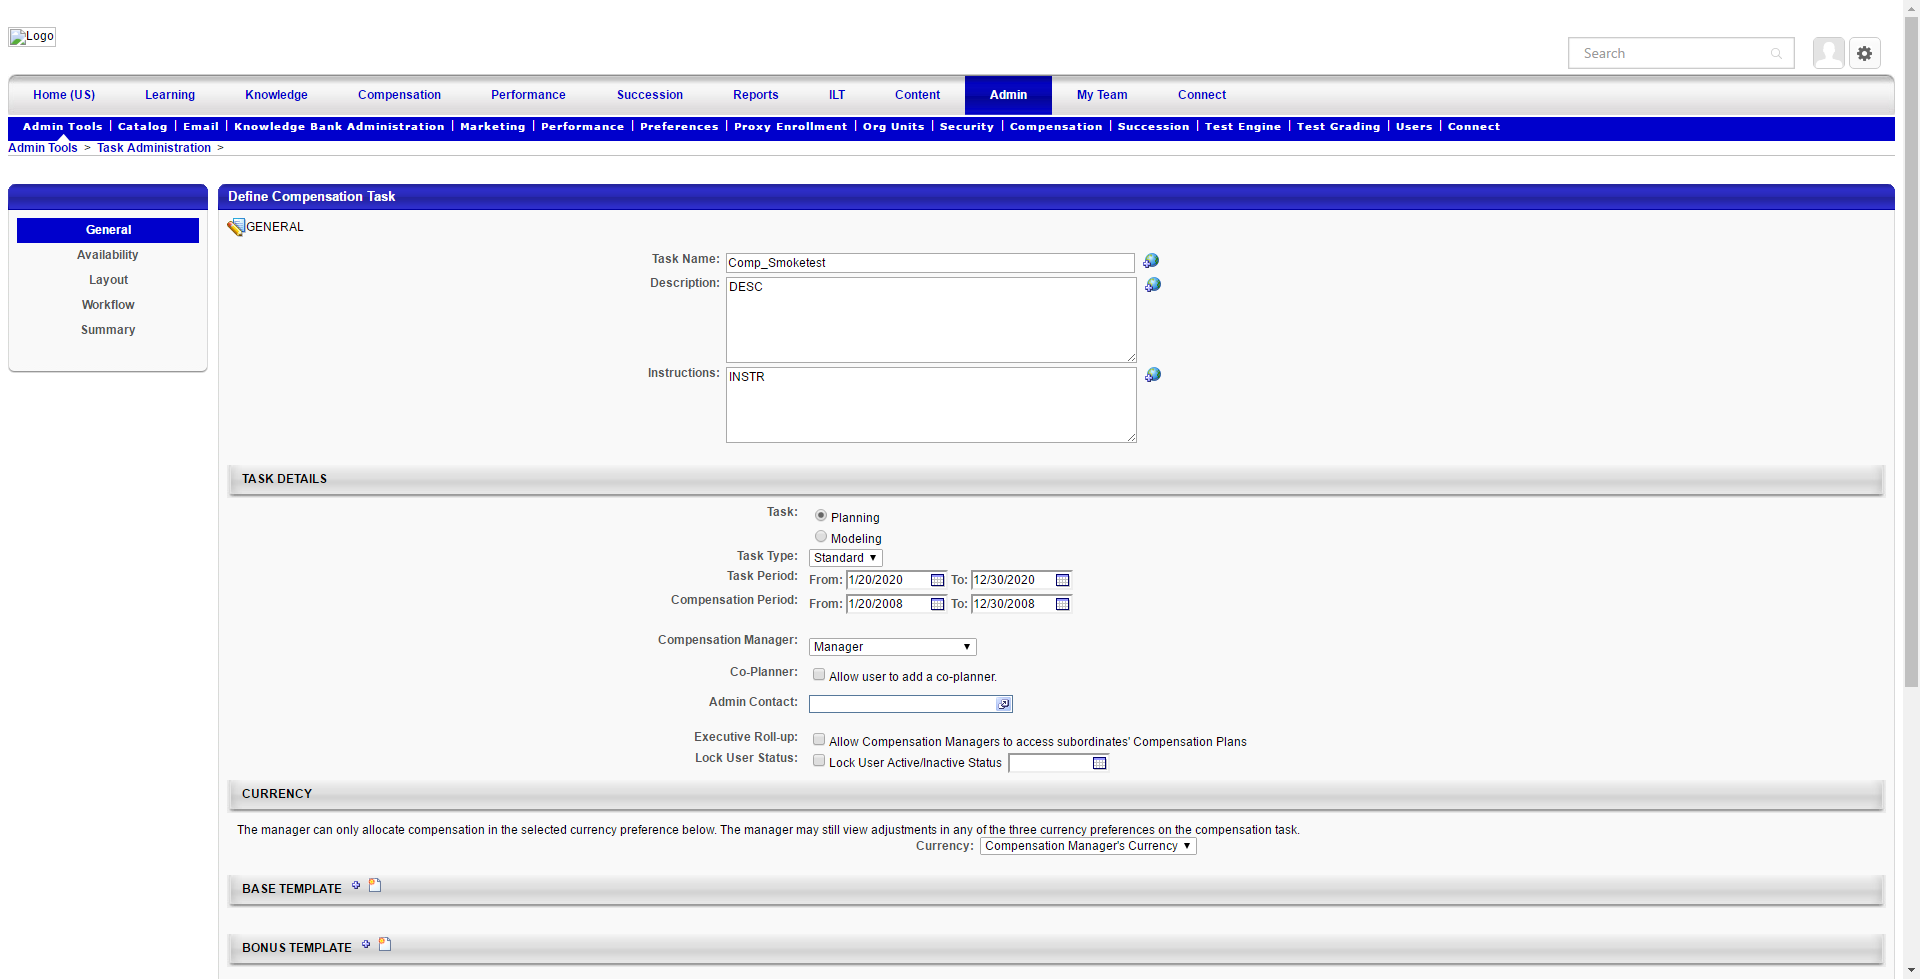 Logo
Search
Home (US) Learning Knowledge Compensation Performance Succession Reports ILT Content Admin My Team Connect
Admin Tools | Catalog | Email | Knowledge Bank Administration | Marketing | Performance | Preferences | Proxy Enrollment | Org Units | Security | Compensation | Succession | Test Engine | Test Grading | Users | Connect
Admin Tools > Task Administration >
Define Compensation Task
General
Availability
Layout
Workflow
Summary
GENERAL
Task Name: Comp_Smoketest
Description: DESC
Instructions: INSTR
TASK DETAILS
Task: Planning
Modeling
Task Type: Standard
Task Period: From: 1/20/2020 To: 12/30/2020
Compensation Period: From: 1/20/2008 To: 12/30/2008
Compensation Manager: Manager
Co-Planner: Allow user to add a co-planner.
Admin Contact:
Executive Roll-up: Allow Compensation Managers to access subordinates' Compensation Plans
Lock User Status: Lock User Active/Inactive Status
CURRENCY
The manager can only allocate compensation in the selected currency preference below. The manager may still view adjustments in any of the three currency preferences on the compensation task.
Currency: Compensation Manager's Currency
BASE TEMPLATE
BONUS TEMPLATE